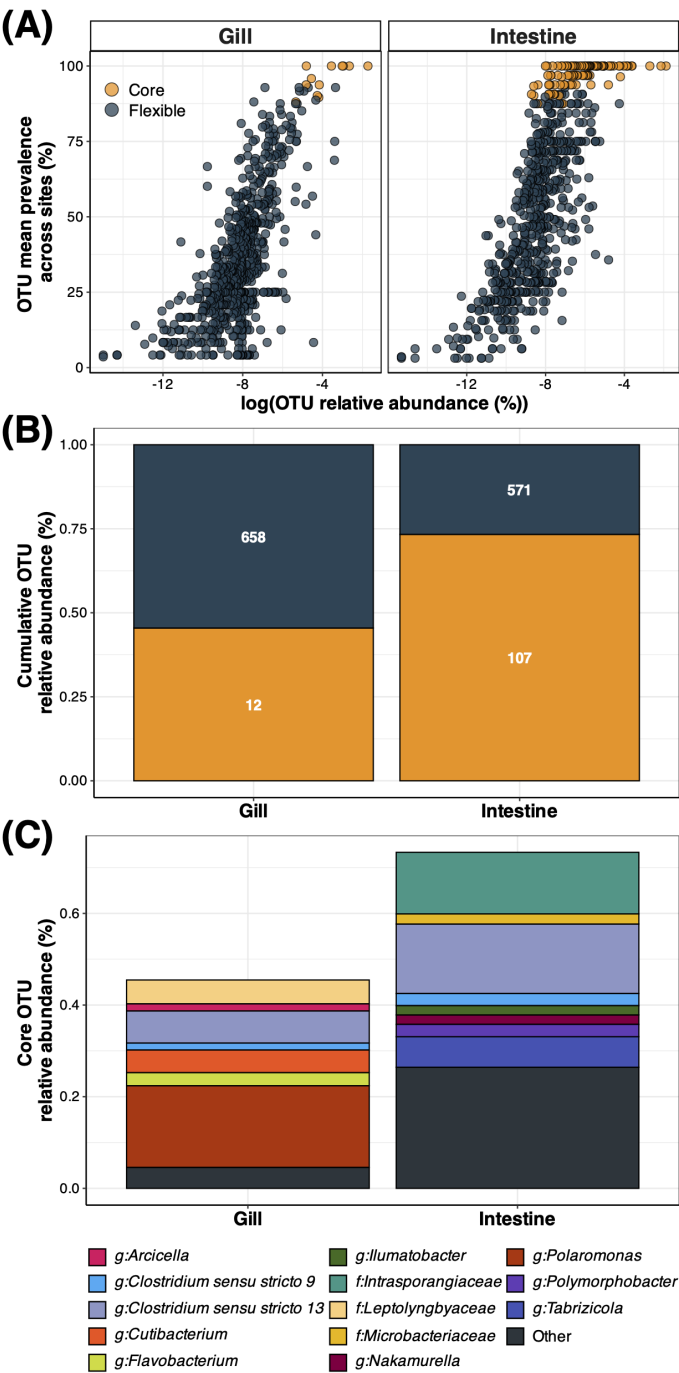 (A)
Gill
Intestine
OTU mean prevalence
across sites (%)
100
75
50
25
0
Core
Flexible
-12
-8
-4
-12
-8
-4
log(OTU relative abundance (%))
(B)
Cumulative OTU
relative abundance (%)
1.00
0.75
0.50
0.25
0.00
658
12
571
107
Gill
Intestine
(C)
Core OTU
relative abundance (%)
0.6
0.4
0.2
0.0
Gill
Intestine
g:Arcicella
g:Clostridium sensu stricto 9
g:Clostridium sensu stricto 13
g:Cutibacterium
g:Flavobacterium
g:Ilumatobacter
f:Intrasporangiaceae
f:Leptolyngbyaceae
f:Microbacteriaceae
g:Nakamurella
g:Polaromonas
g:Polymorphobacter
g:Tabrizicola
Other